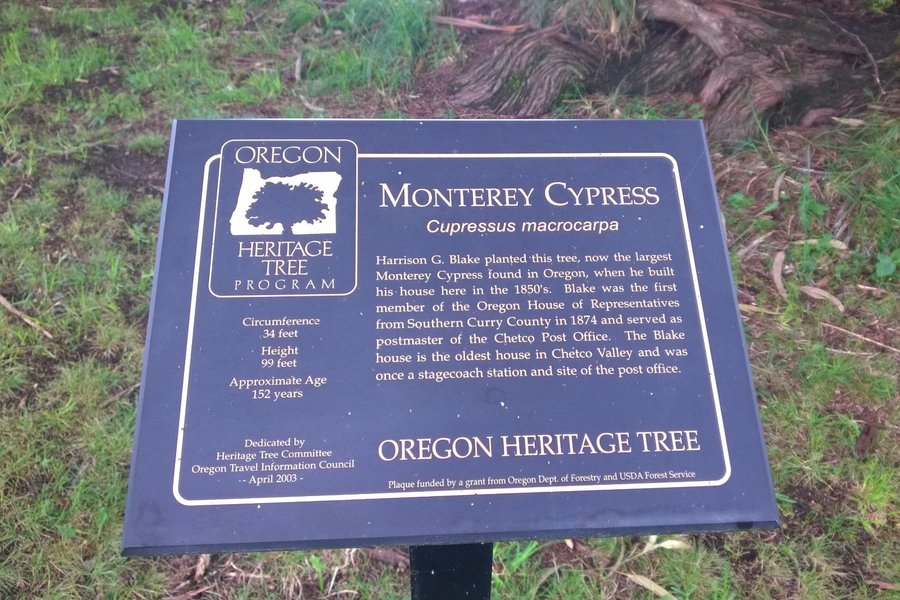 OREGON
HERITAGE
TREE
PROGRAM
Circumference
34 feet
Height
99 feet
Approximate Age
152 years
Dedicated by
Heritage Tree Committee
Oregon Travel Information Council
- April 2003 -
MONTEREY CYPRESS
Cupressus macrocarpa
Harrison G. Blake planted this tree, now the largest
Monterey Cypress found in Oregon, when he built
his house here in the 1850's. Blake was the first
member of the Oregon House of Representatives
from Southern Curry County in 1874 and served as
postmaster of the Chetco Post Office. The Blake
house is the oldest house in Chetco Valley and was
once a stagecoach station and site of the post office.
OREGON HERITAGE TREE
Plaque funded by a grant from Oregon Dept. of Forestry and USDA Forest Service